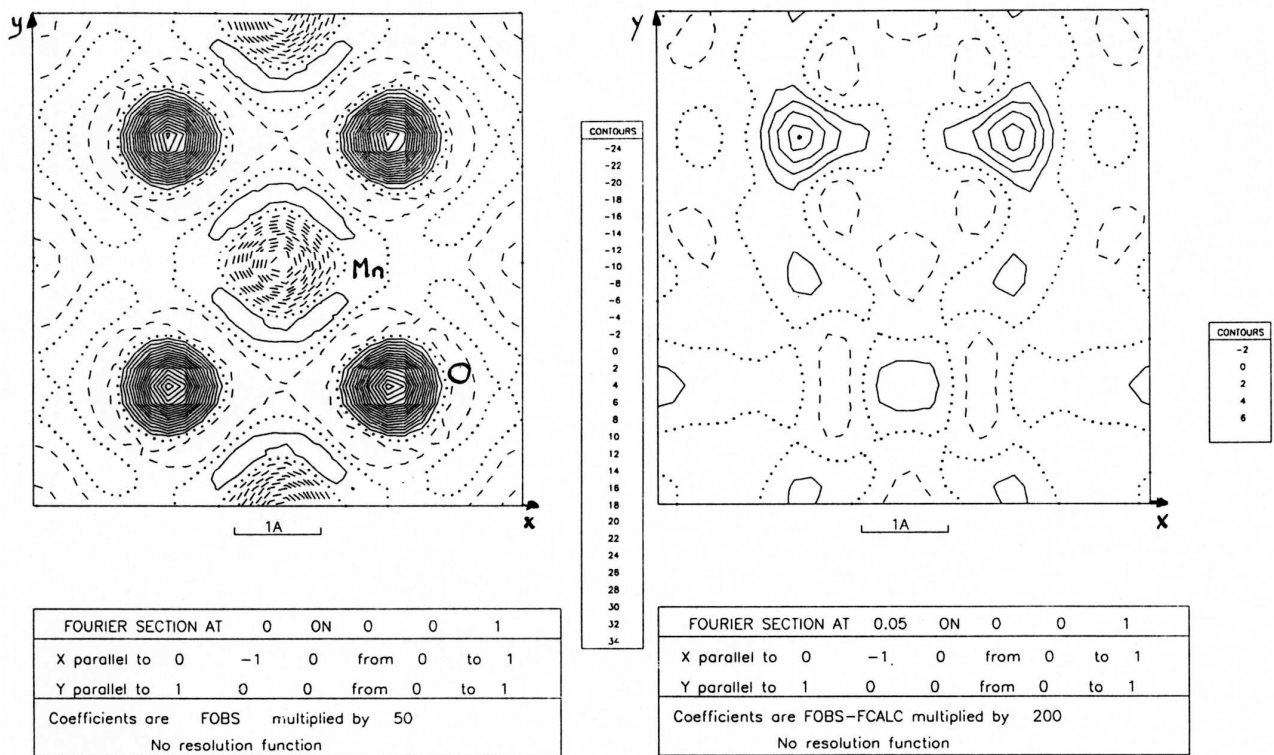 y
Mn
O
x
1A
CONTOURS
-24
-22
-20
-18
-16
-14
-12
-10
-8
-6
-4
-2
0
2
4
6
8
10
12
14
16
18
20
22
24
26
28
30
32
34
y
x
1A
CONTOURS
-2
0
2
4
6
FOURIER SECTION AT 0 ON 0 0 1
X parallel to 0 -1 0 from 0 to 1
Y parallel to 1 0 0 from 0 to 1
Coefficients are FOBS multiplied by 50
No resolution function
FOURIER SECTION AT 0.05 ON 0 0 1
X parallel to 0 -1 0 from 0 to 1
Y parallel to 1 0 0 from 0 to 1
Coefficients are FOBS-FCALC multiplied by 200
No resolution function